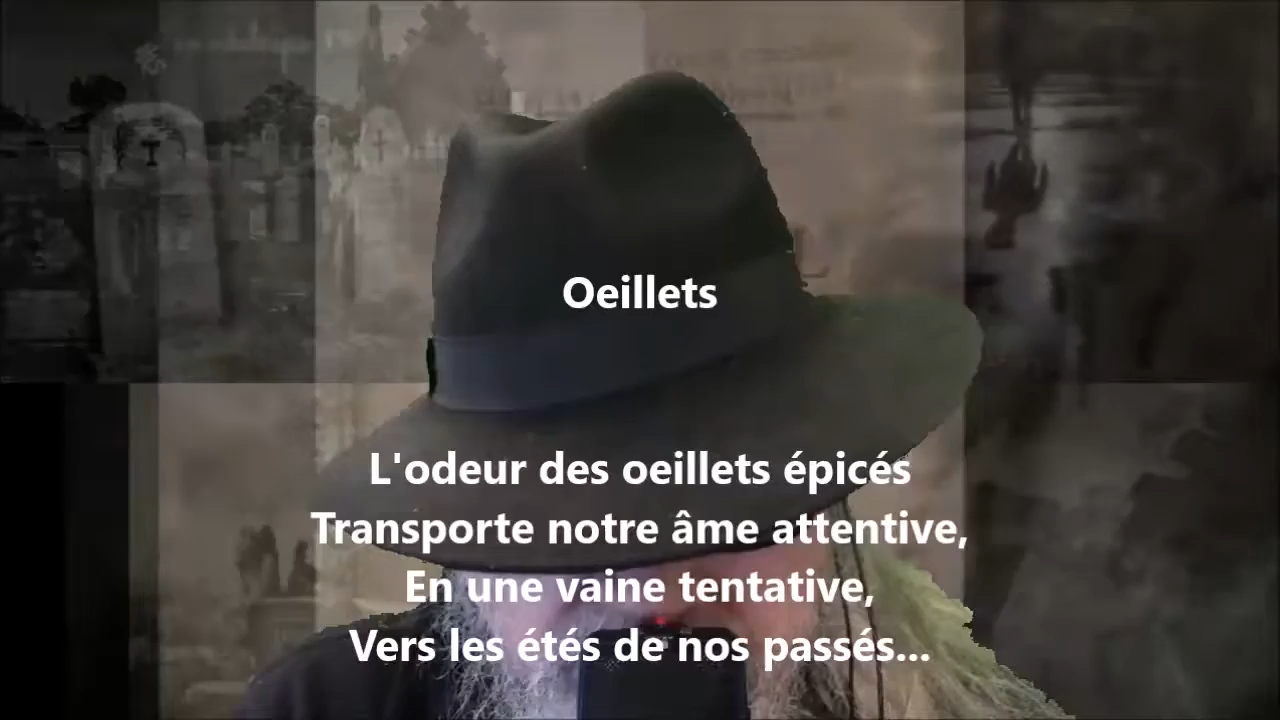 Oeillets
L'odeur des oeillets épicés
Transporte notre âme attentive,
En une vaine tentative,
Vers les étés de nos passés...